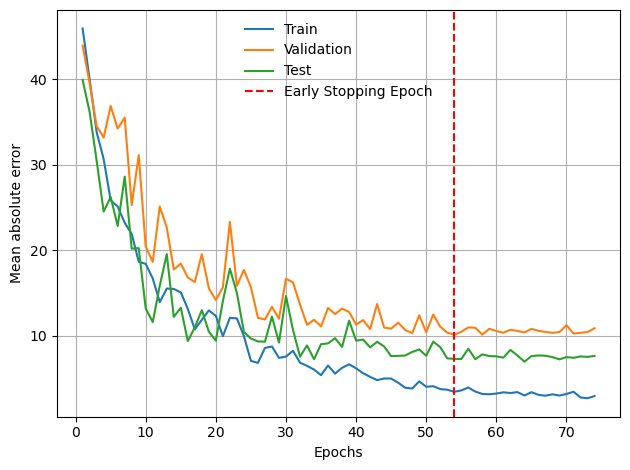 Train
Validation
Test
Early Stopping Epoch
Mean absolute error
40
30
20
10
0 10 20 30 40 50 60 70
Epochs